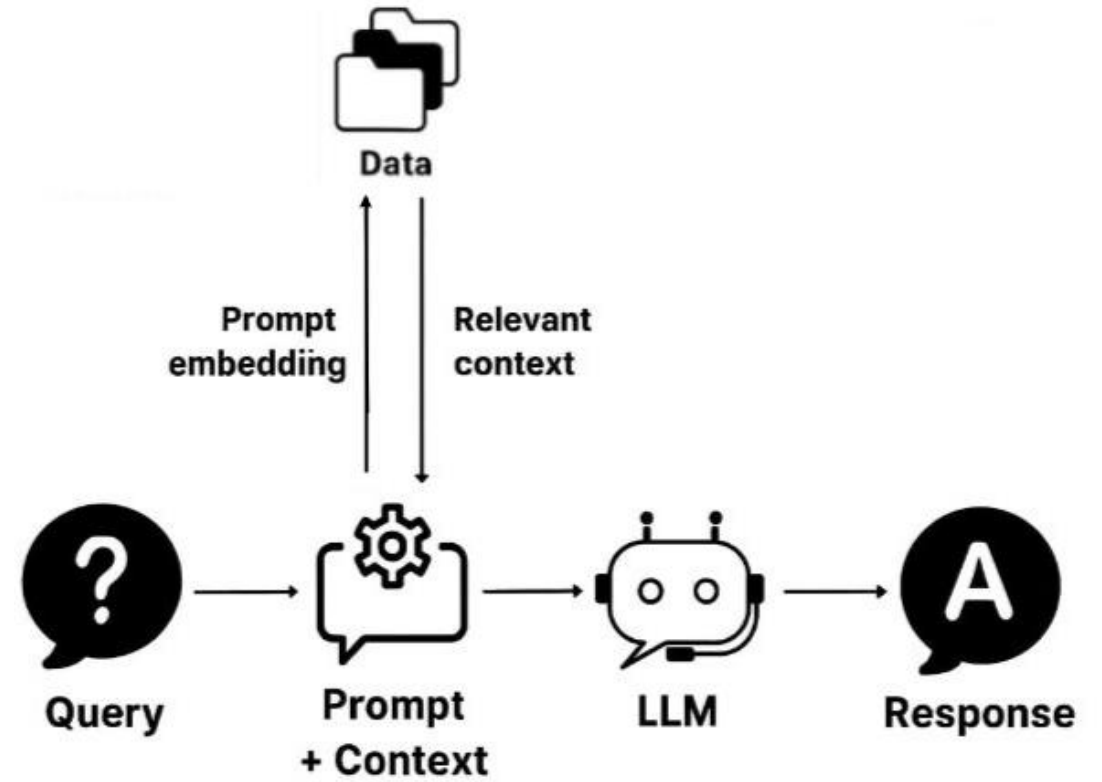 Data
Prompt
embedding
Relevant
context
?
A
Query
Prompt
+ Context
LLM
Response